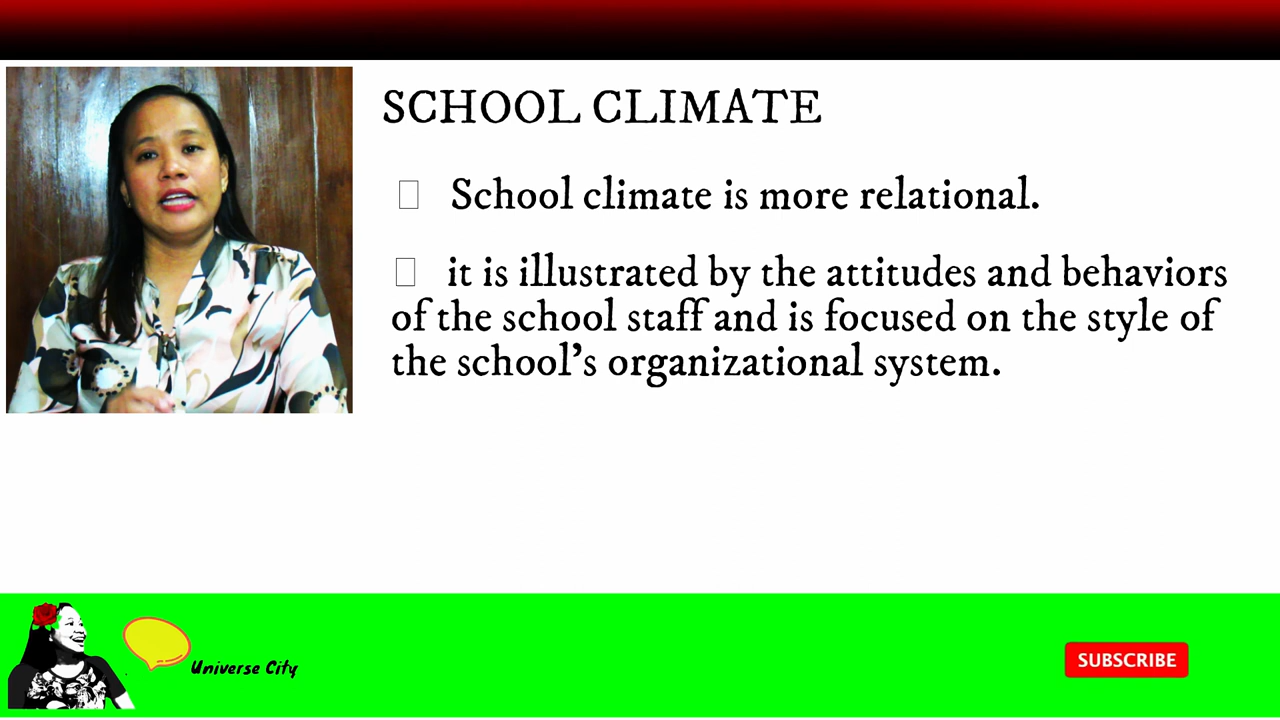 SCHOOL CLIMATE
School climate is more relational.
it is illustrated by the attitudes and behaviors
of the school staff and is focused on the style of
the school's organizational system.
Universe City
SUBSCRIBE